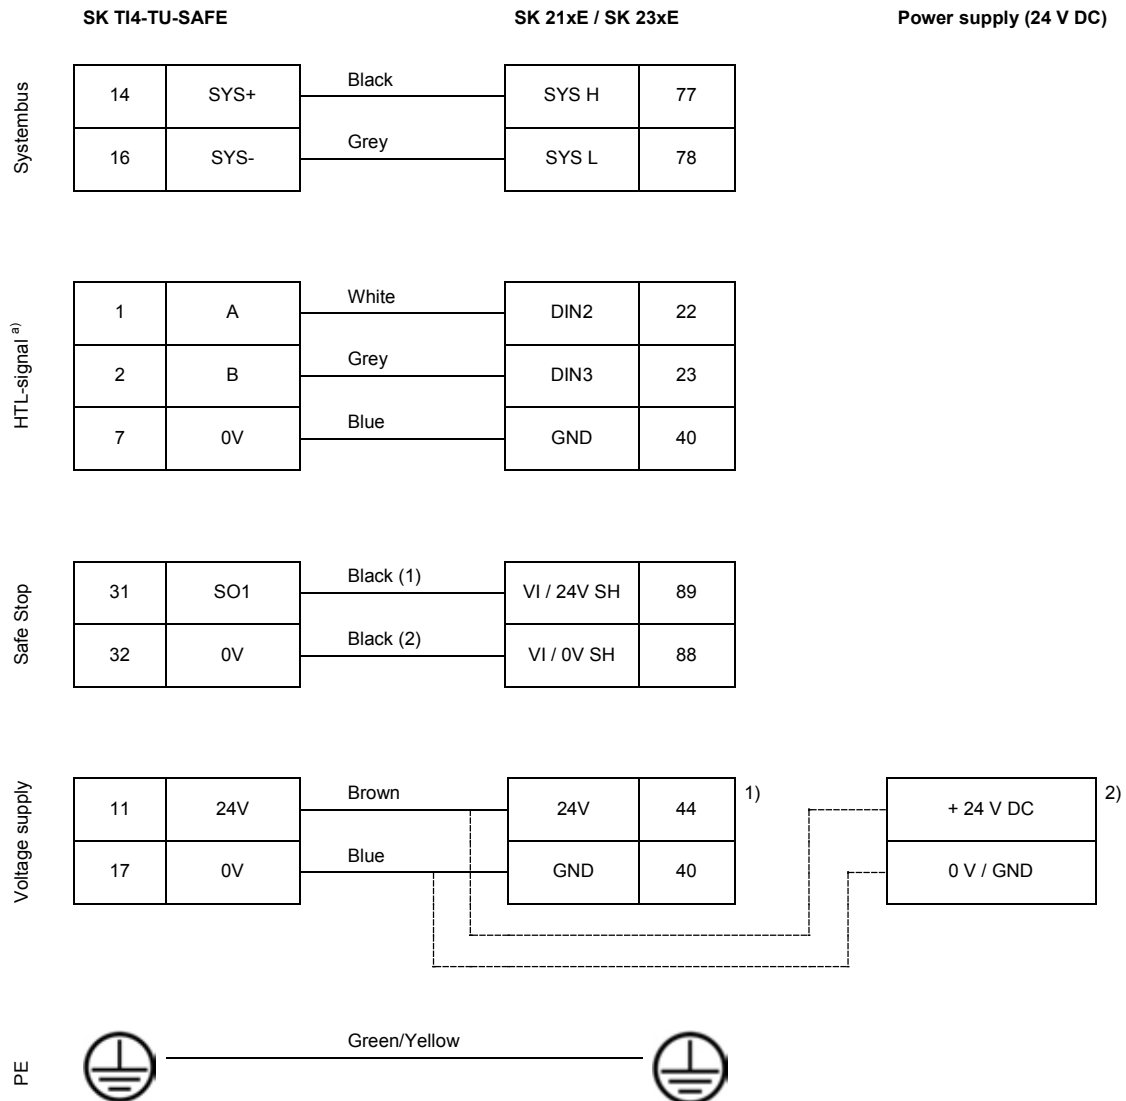 SK TI4-TU-SAFE SK 21xE / SK 23xE Power supply (24 V DC)
Systembus
14 SYS+ Black SYS H 77
16 SYS- Grey SYS L 78
HTL-signal a)
1 A White DIN2 22
2 B Grey DIN3 23
7 0V Blue GND 40
Safe Stop
31 SO1 Black (1) VI / 24V SH 89
32 0V Black (2) VI / 0V SH 88
Voltage supply
11 24V Brown 24V 44 1) + 24 V DC 2)
17 0V Blue GND 40 0 V / GND
PE
Green/Yellow